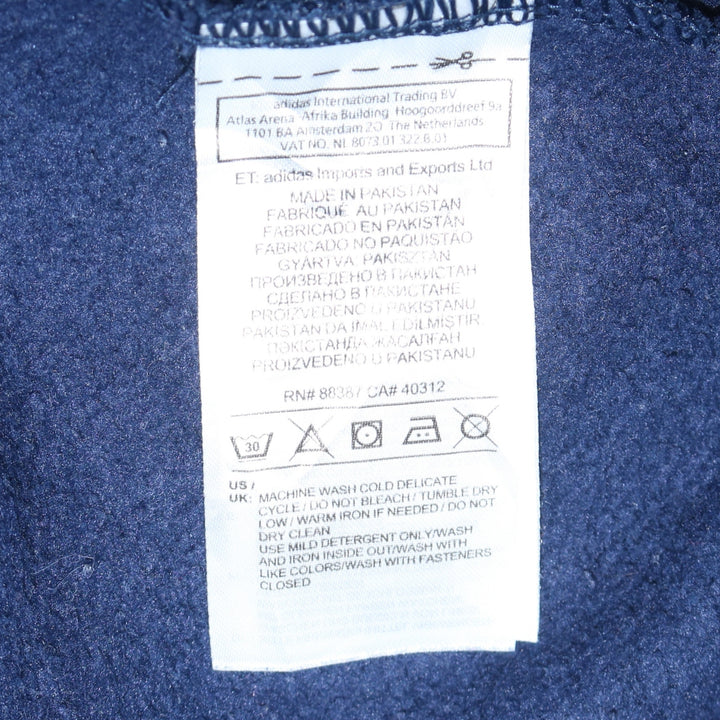 adidas International Trading BV
Atlas Arena Afrika Building Hoogoorddreef 9a
1101 BA Amsterdam ZO The Netherlands
VAT NO. NL 8073.01.322.B.01
ET: adidas Imports and Exports Ltd
MADE IN PAKISTAN
FABRIQUÉ AU PAKISTAN
FABRICADO EN PAKISTÁN
FABRICADO NO PAQUISTÃO
GYÁRTVA PAKISZTÁN
ПРОИЗВЕДЕНО В ПАКИСТАН
СДЕЛАНО В ПАКИСТАНЕ
PROIZVEDENO U PAKISTANU
PAKISTAN DA IMAL EDİLMİŞTİR.
ПӘКІСТАНДА ЖАСАЛҒАН
PROIZVEDENO U PAKISTANU
RN# 88387 CA# 40312
30
US /
UK: MACHINE WASH COLD DELICATE
CYCLE / DO NOT BLEACH / TUMBLE DRY
LOW / WARM IRON IF NEEDED / DO NOT
DRY CLEAN
USE MILD DETERGENT ONLY/WASH
AND IRON INSIDE OUT/WASH WITH
LIKE COLORS/WASH WITH FASTENERS
CLOSED